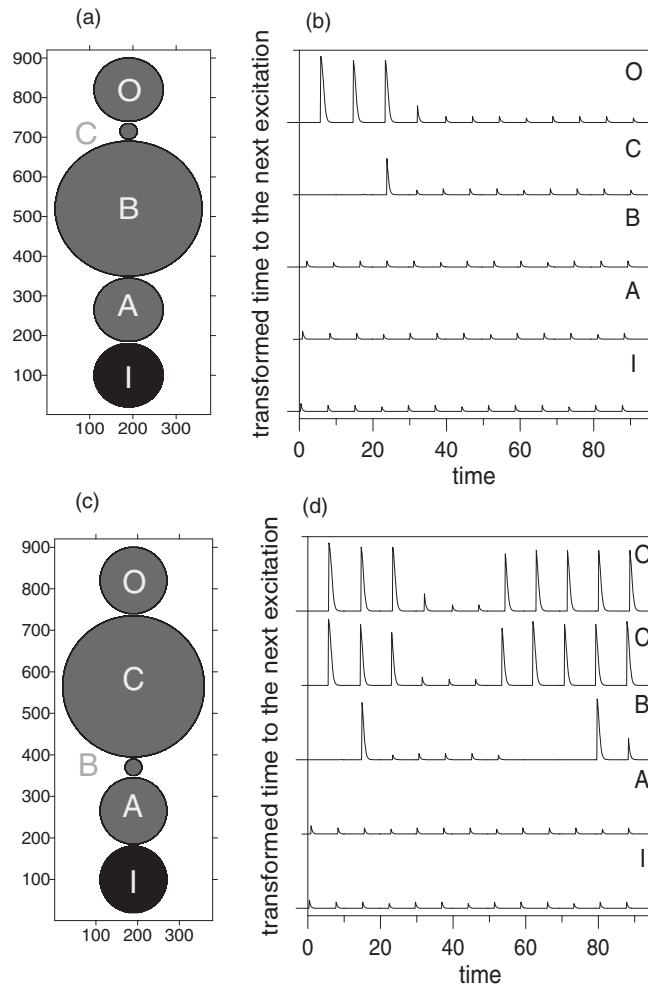 (a)
(b)
900
800
700
600
500
400
300
200
100
100 200 300
O
C
B
A
I
transformed time to the next excitation
O
C
B
A
I
0 20 40 60 80
time
(c)
(d)
900
800
700
600
500
400
300
200
100
100 200 300
O
C
B
A
I
transformed time to the next excitation
O
C
B
A
I
0 20 40 60 80
time